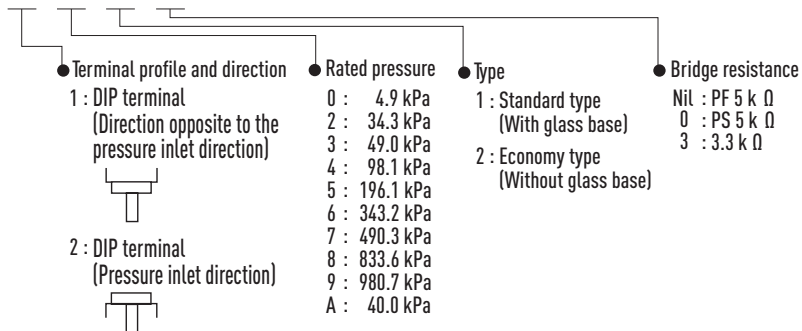 Terminal profile and direction
1 : DIP terminal
(Direction opposite to the
pressure inlet direction)
2 : DIP terminal
(Pressure inlet direction)
Rated pressure
0 : 4.9 kPa
2 : 34.3 kPa
3 : 49.0 kPa
4 : 98.1 kPa
5 : 196.1 kPa
6 : 343.2 kPa
7 : 490.3 kPa
8 : 833.6 kPa
9 : 980.7 kPa
A : 40.0 kPa
Type
1 : Standard type
(With glass base)
2 : Economy type
(Without glass base)
Bridge resistance
Nil : PF 5 k Ω
0 : PS 5 k Ω
3 : 3.3 k Ω